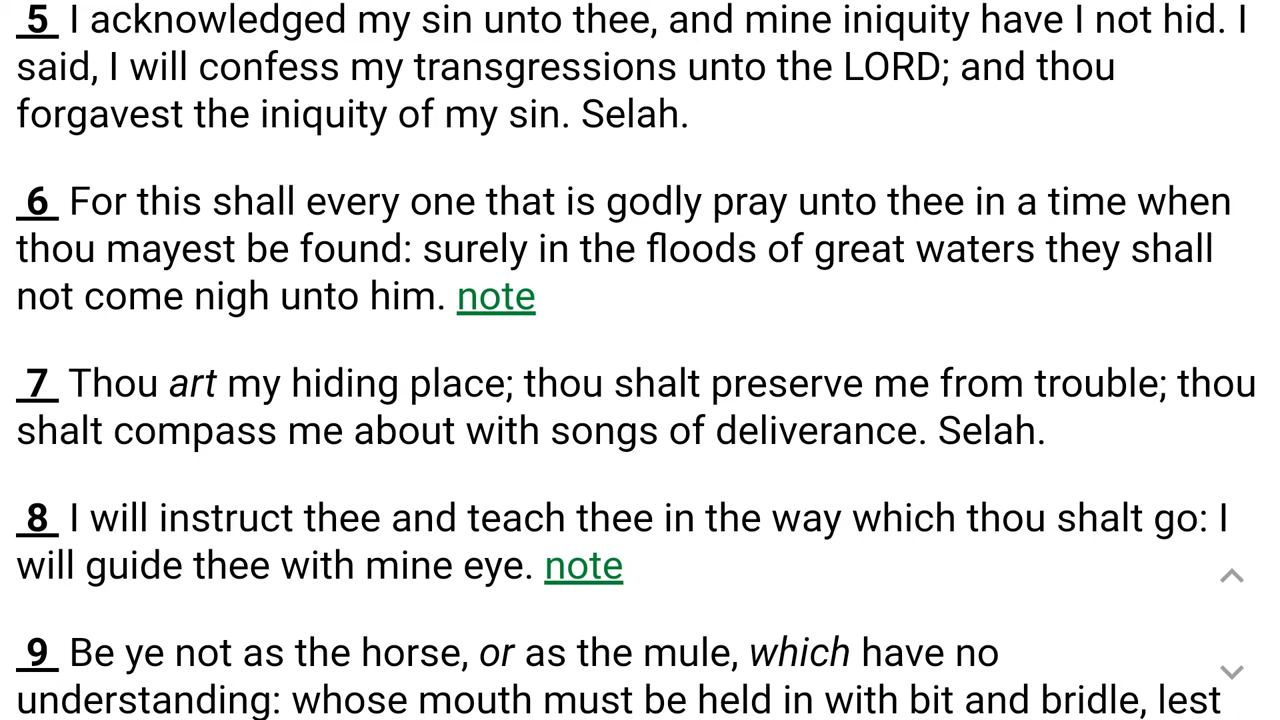 5 I acknowledged my sin unto thee, and mine iniquity have I not hid. I
said, I will confess my transgressions unto the LORD; and thou
forgavest the iniquity of my sin. Selah.
6 For this shall every one that is godly pray unto thee in a time when
thou mayest be found: surely in the floods of great waters they shall
not come nigh unto him. note
7 Thou art my hiding place; thou shalt preserve me from trouble; thou
shalt compass me about with songs of deliverance. Selah.
8 I will instruct thee and teach thee in the way which thou shalt go: I
will guide thee with mine eye. note
9 Be ye not as the horse, or as the mule, which have no
understanding: whose mouth must be held in with bit and bridle, lest